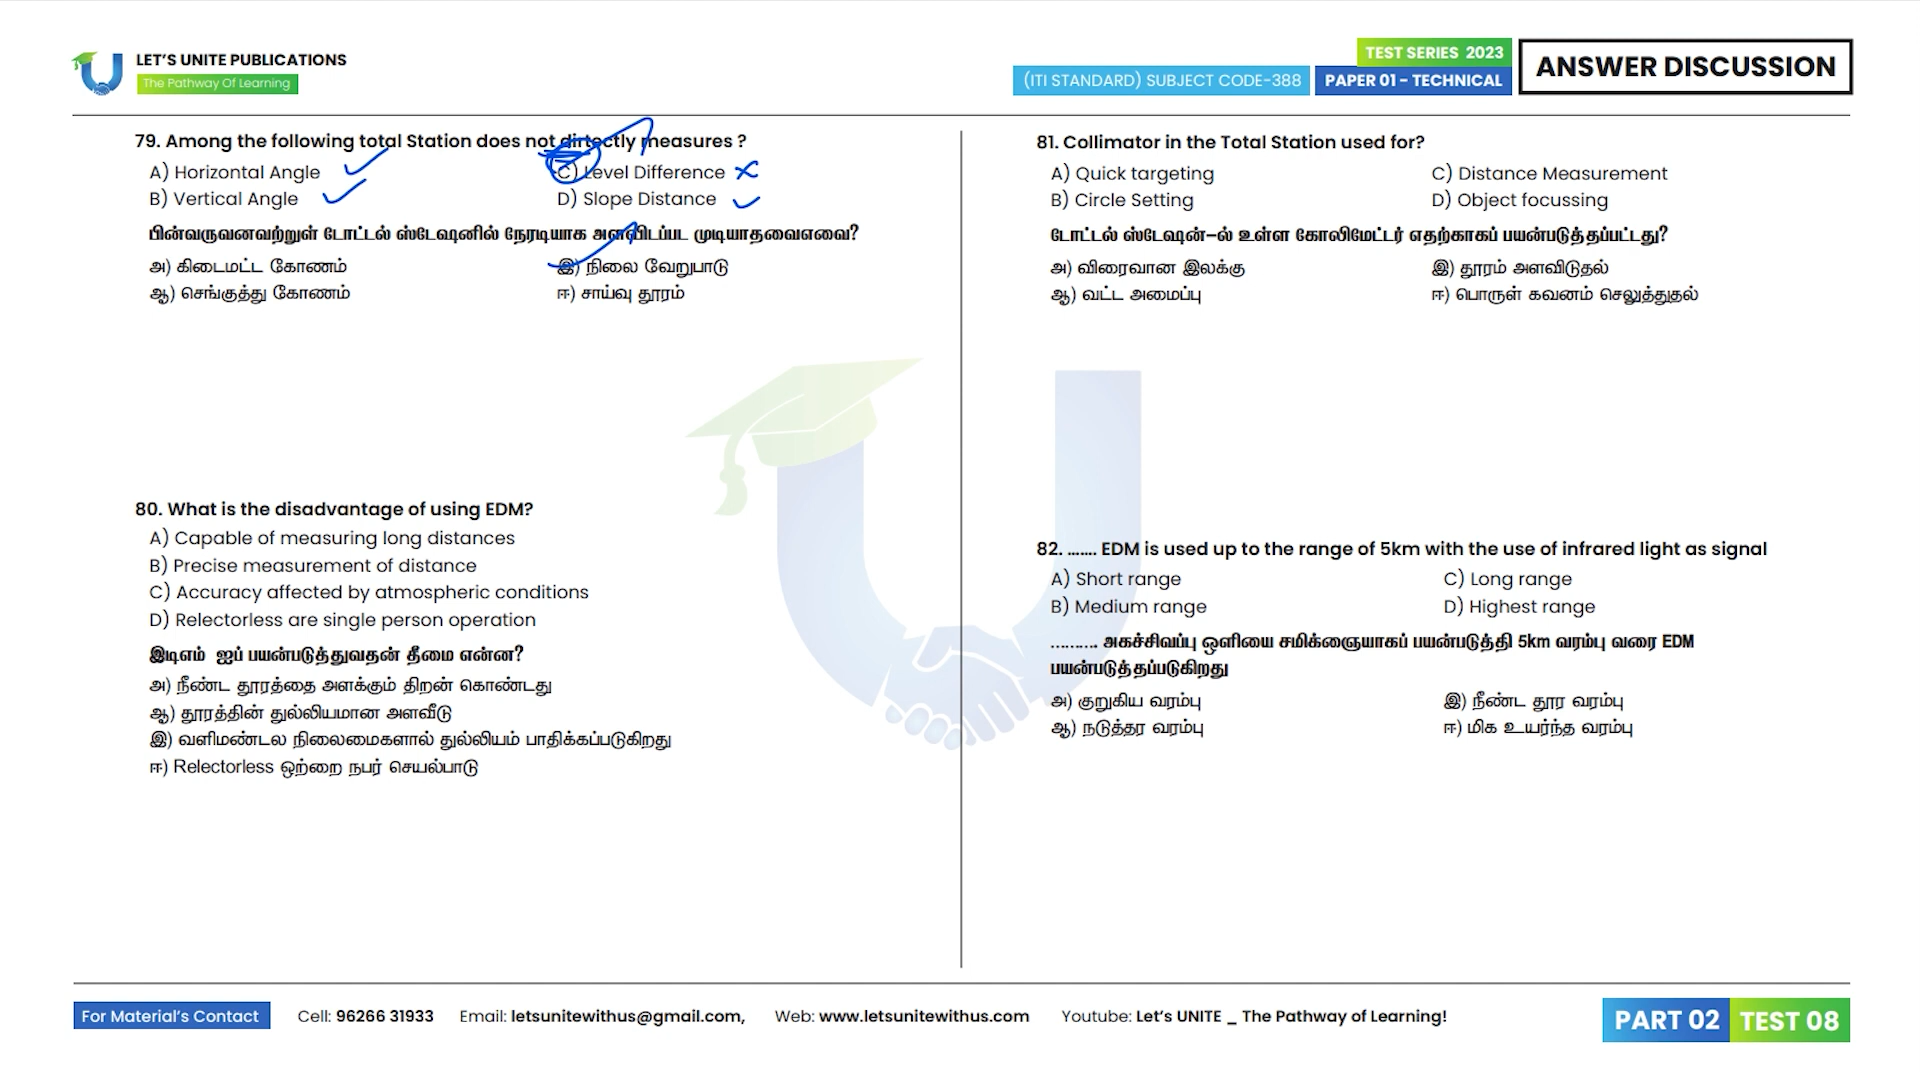 LET'S UNITE PUBLICATIONS
The Pathway Of Learning
TEST SERIES 2023
(ITI STANDARD) SUBJECT CODE-388
PAPER 01 - TECHNICAL
ANSWER DISCUSSION
79. Among the following total Station does not dirtectly measures ?
A) Horizontal Angle
C) Level Difference
B) Vertical Angle
D) Slope Distance
பின்வருவனவற்றுள் டோட்டல் ஸ்டேஷனில் நேரடியாக அளவிடப்பட முடியாதவைஎவை?
அ) கிடைமட்ட கோணம்
இ) நிலை வேறுபாடு
ஆ) செங்குத்து கோணம்
ஈ) சாய்வு தூரம்
80. What is the disadvantage of using EDM?
A) Capable of measuring long distances
B) Precise measurement of distance
C) Accuracy affected by atmospheric conditions
D) Relectorless are single person operation
இடிஎம் ஐப் பயன்படுத்துவதன் தீமை என்ன?
அ) நீண்ட தூரத்தை அளக்கும் திறன் கொண்டது
ஆ) தூரத்தின் துல்லியமான அளவீடு
இ) வளிமண்டல நிலைமைகளால் துல்லியம் பாதிக்கப்படுகிறது
ஈ) Relectorless ஒற்றை நபர் செயல்பாடு
81. Collimator in the Total Station used for?
A) Quick targeting
C) Distance Measurement
B) Circle Setting
D) Object focussing
டோட்டல் ஸ்டேஷன்-ல் உள்ள கோலிமேட்டர் எதற்காகப் பயன்படுத்தப்பட்டது?
அ) விரைவான இலக்கு
இ) தூரம் அளவிடுதல்
ஆ) வட்ட அமைப்பு
ஈ) பொருள் கவனம் செலுத்துதல்
82. ....... EDM is used up to the range of 5km with the use of infrared light as signal
A) Short range
C) Long range
B) Medium range
D) Highest range
.......... அகச்சிவப்பு ஒளியை சமிக்ஞையாகப் பயன்படுத்தி 5km வரம்பு வரை EDM
பயன்படுத்தப்படுகிறது
அ) குறுகிய வரம்பு
இ) நீண்ட தூர வரம்பு
ஆ) நடுத்தர வரம்பு
ஈ) மிக உயர்ந்த வரம்பு
For Material's Contact
Cell: 96266 31933
Email: letsunitewithus@gmail.com,
Web: www.letsunitewithus.com
Youtube: Let's UNITE _ The Pathway of Learning!
PART 02
TEST 08